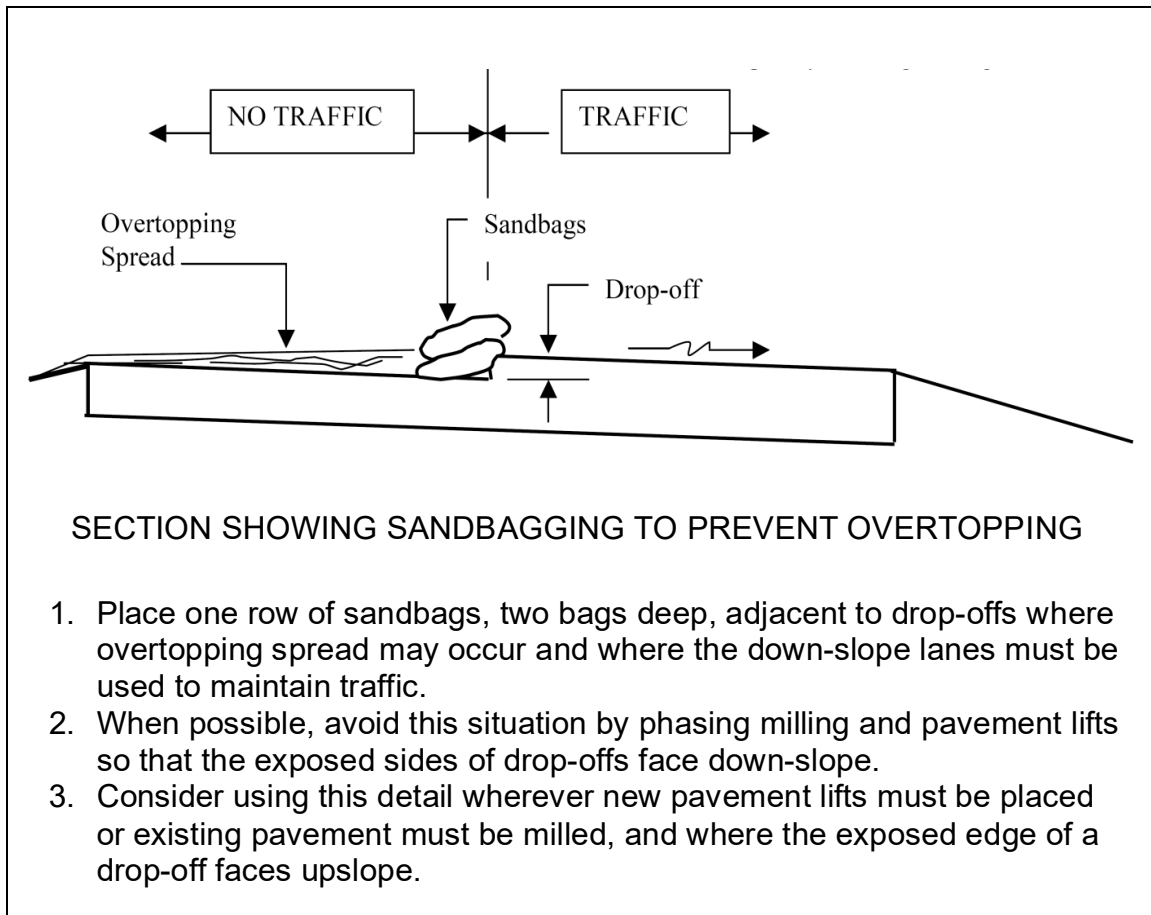 NO TRAFFIC
TRAFFIC
Overtopping
Spread
Sandbags
Drop-off
SECTION SHOWING SANDBAGGING TO PREVENT OVERTOPPING
1. Place one row of sandbags, two bags deep, adjacent to drop-offs where
overtopping spread may occur and where the down-slope lanes must be
used to maintain traffic.
2. When possible, avoid this situation by phasing milling and pavement lifts
so that the exposed sides of drop-offs face down-slope.
3. Consider using this detail wherever new pavement lifts must be placed
or existing pavement must be milled, and where the exposed edge of a
drop-off faces upslope.